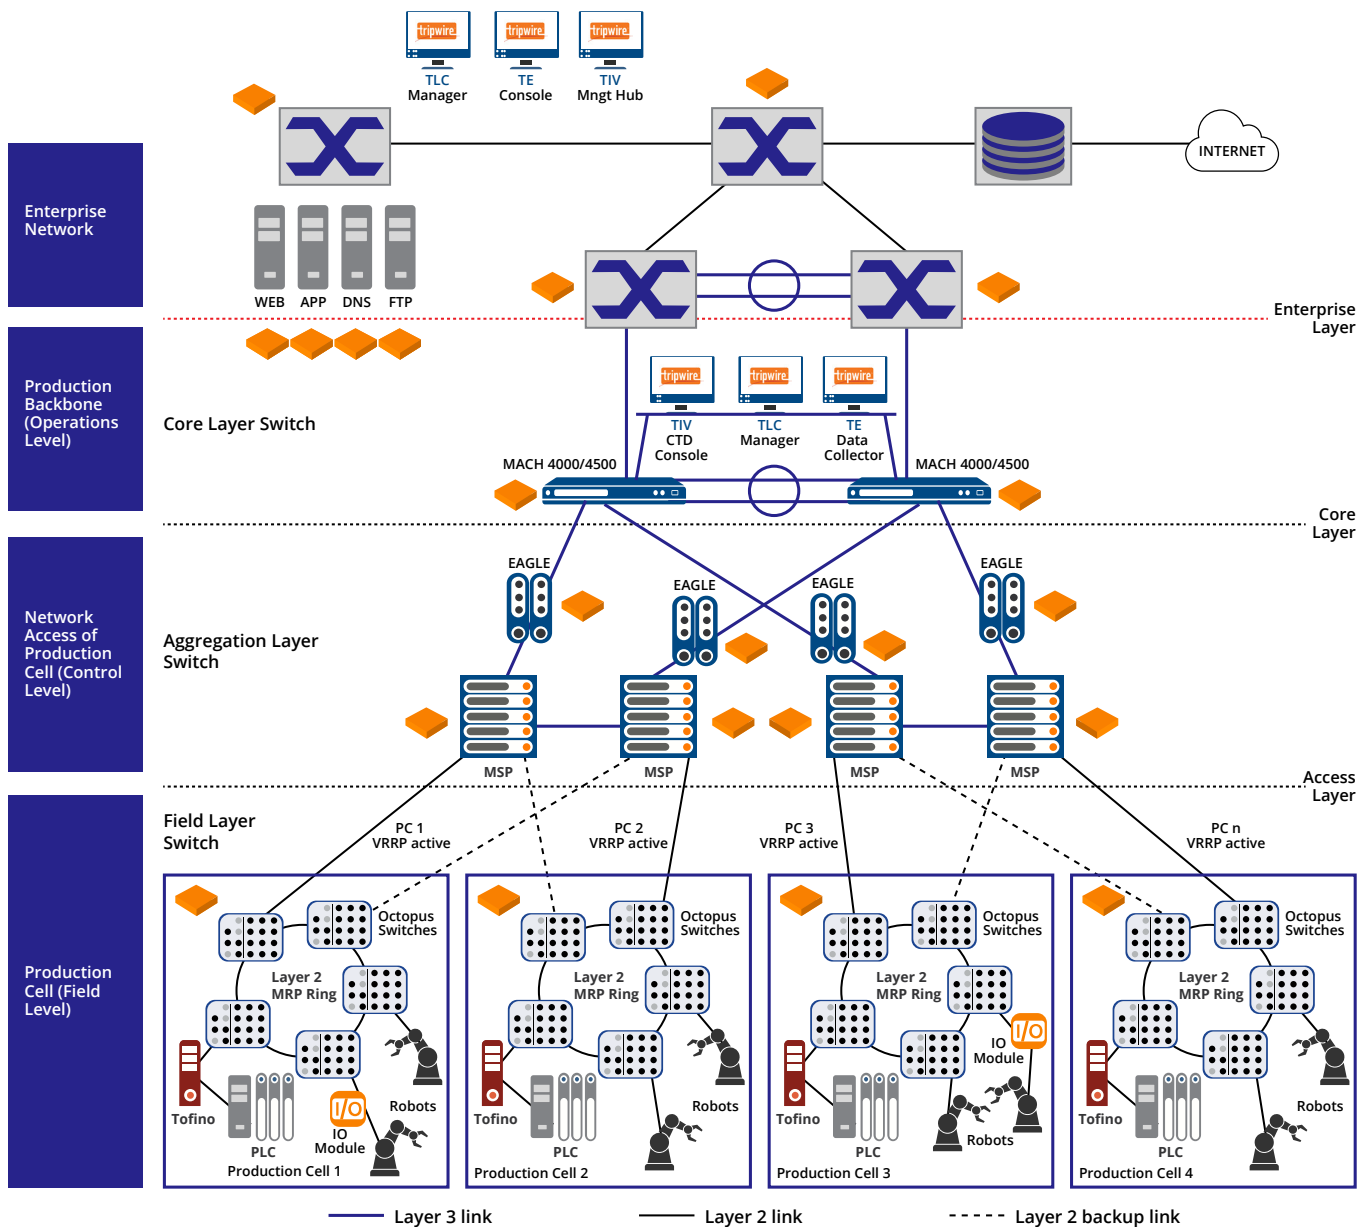 tripwire
tripwire
tripwire
TLC
Manager
TE
Console
TIV
Mngt Hub
INTERNET
Enterprise
Network
WEB
APP
DNS
FTP
Enterprise
Layer
Production
Backbone
(Operations
Level)
Core Layer Switch
tripwire
tripwire
tripwire
TIV
CTD
Console
TLC
Manager
TE
Data
Collector
MACH 4000/4500
MACH 4000/4500
Core
Layer
Network
Access of
Production
Cell (Control
Level)
Aggregation Layer
Switch
EAGLE
EAGLE
EAGLE
EAGLE
MSP
MSP
MSP
MSP
Access
Layer
Field Layer
Switch
PC 1
VRRP active
PC 2
VRRP active
PC 3
VRRP active
PC n
VRRP active
Production
Cell (Field
Level)
Octopus
Switches
Layer 2
MRP Ring
Tofino
PLC
I/O
IO
Module
Robots
Production Cell 1
Octopus
Switches
Layer 2
MRP Ring
Tofino
PLC
Robots
Production Cell 2
Octopus
Switches
Layer 2
MRP Ring
I/O
IO
Module
Tofino
PLC
Robots
Production Cell 3
Octopus
Switches
Layer 2
MRP Ring
Tofino
PLC
Robots
Production Cell 4
Layer 3 link
Layer 2 link
Layer 2 backup link